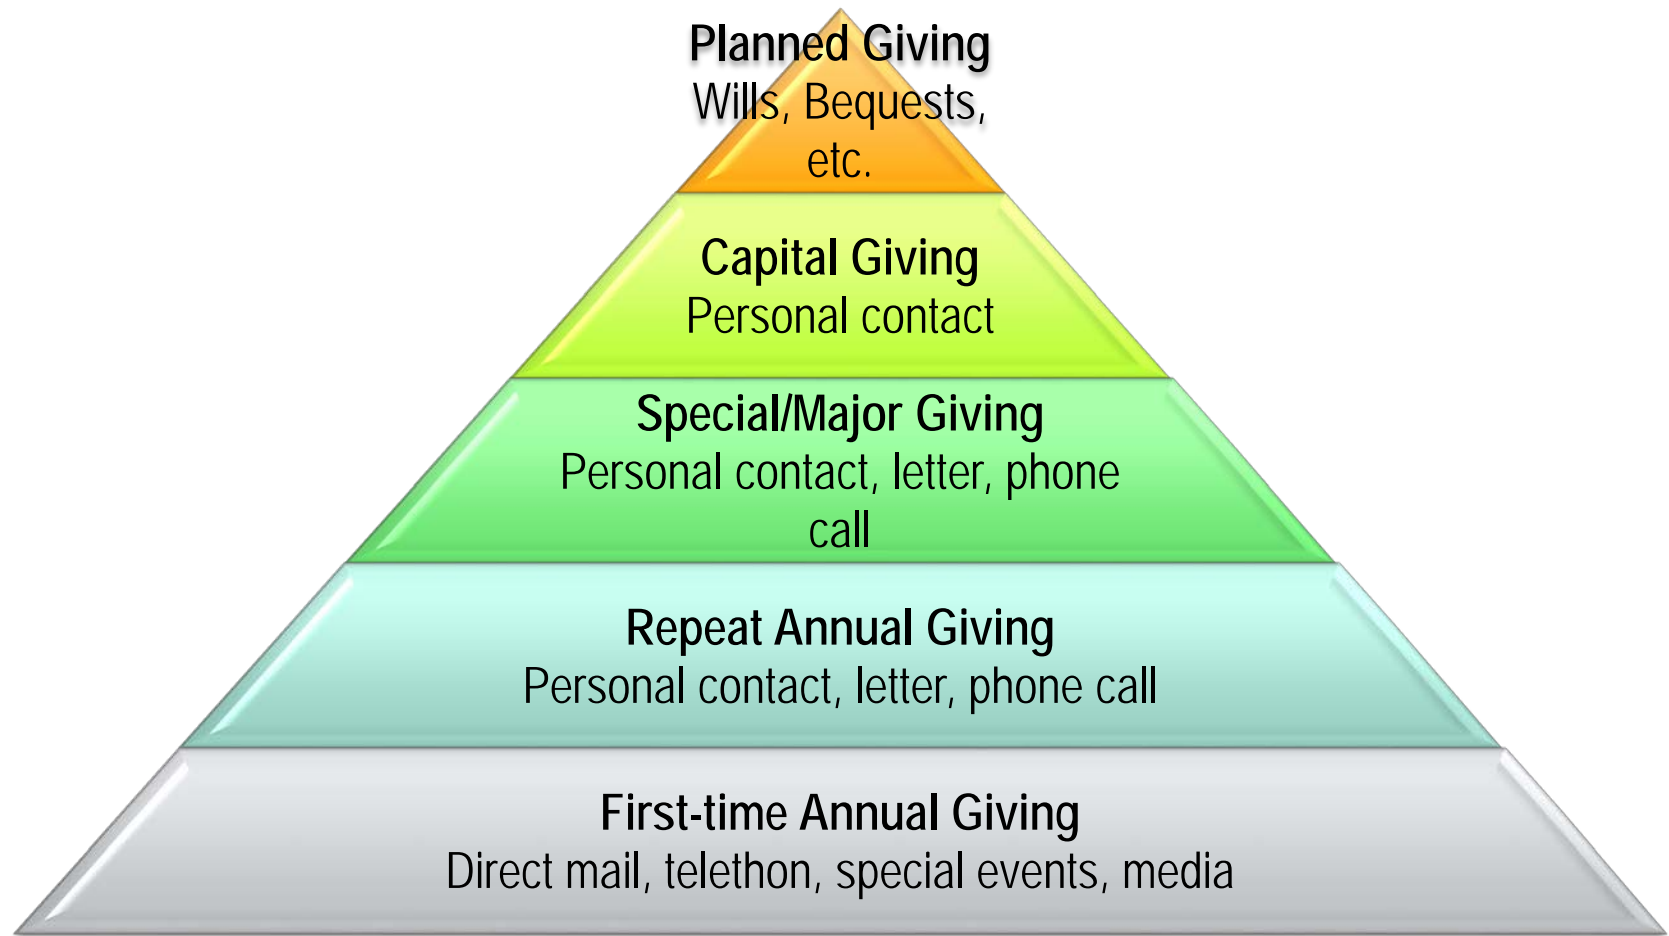 Planned Giving
Wills, Bequests,
etc.
Capital Giving
Personal contact
Special/Major Giving
Personal contact, letter, phone
call
Repeat Annual Giving
Personal contact, letter, phone call
First-time Annual Giving
Direct mail, telethon, special events, media